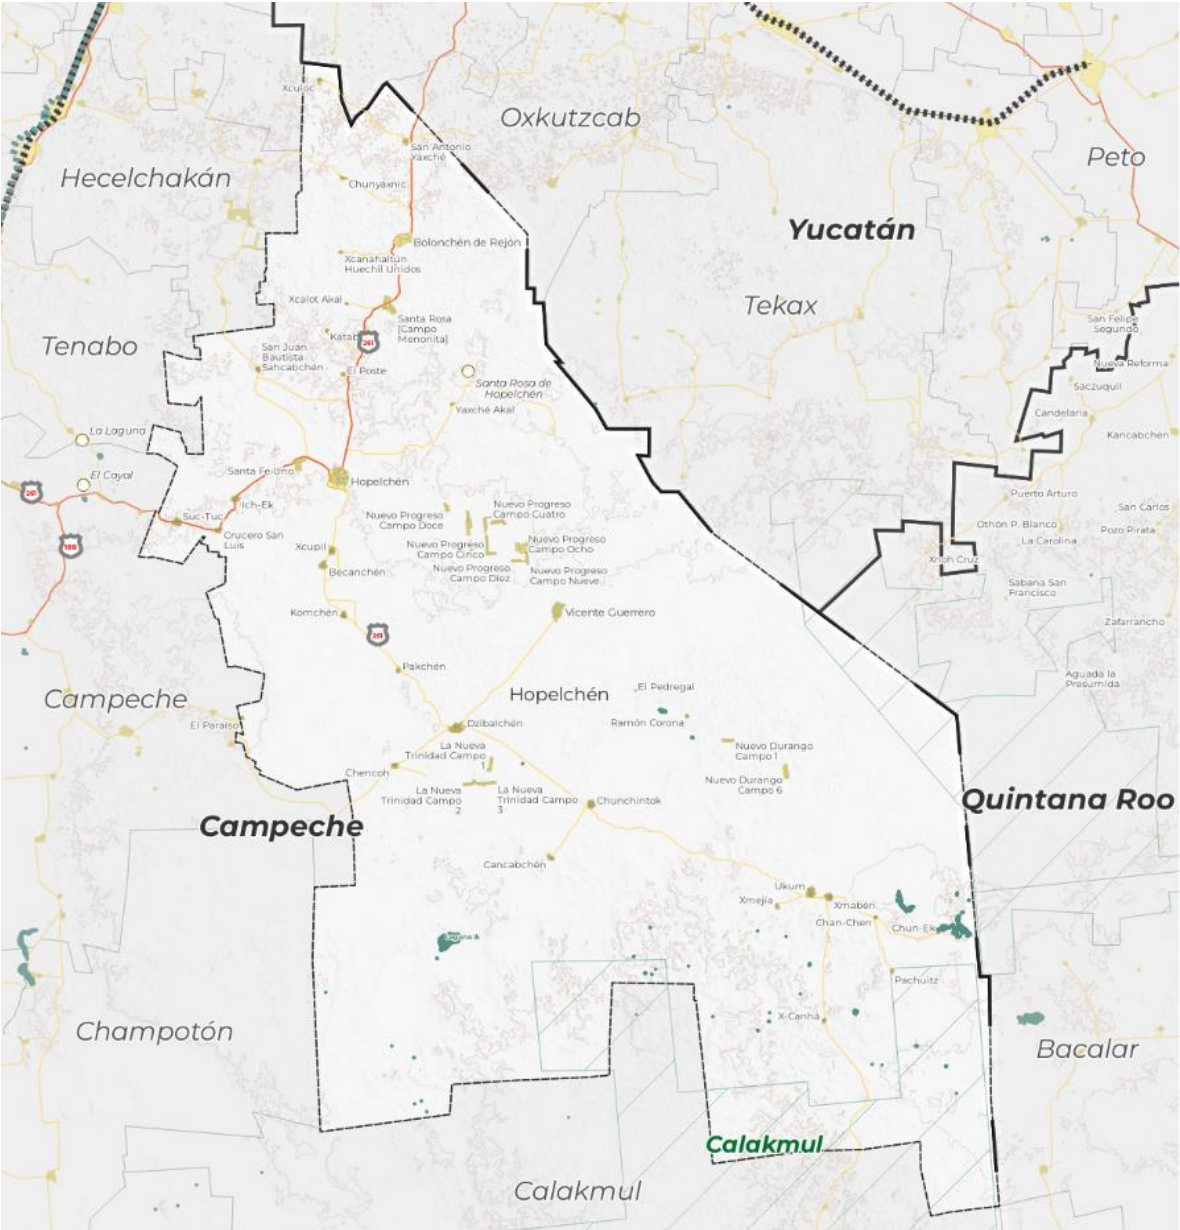 Xculoc
Oxkutzcab
San Antonio
Yaxché
Peto
Hecelchakán
Chunyaxnic
Yucatán
Bolonchén de Rejón
Xcanahaltún
Huechil Unidos
Xcalot Akal
Tekax
Santa Rosa
[Campo
Menonita]
San Felipe
Segundo
Katab
261
Tenabo
San Juan
Bautista
Sahcabchén
El Poste
Nueva Reforma
Santa Rosa de
Hopelchén
Saczuquil
Yaxché Akal
Candelaria
La Laguna
Kancabchén
Santa Fe-Uno
El Cayal
Hopelchén
261
Puerto Arturo
Ich-Ek
Nuevo Progreso
Campo Doce
Nuevo Progreso
Campo Cuatro
San Carlos
Suc-Tuc
Othón P. Blanco
Pozo Pirata
Crucero San
Luis
La Carolina
188
Xcupil
Nuevo Progreso
Campo Cinco
Nuevo Progreso
Campo Ocho
Xnoh Cruz
Becanchén
Nuevo Progreso
Campo Diez
Nuevo Progreso
Campo Nueve
Sabana San
Francisco
Komchén
Vicente Guerrero
Zafarrancho
261
Pakchén
Aguada la
Presumida
Campeche
Hopelchén
El Pedregal
El Paraíso
Dzibalchén
Ramón Corona
La Nueva
Trinidad Campo
1
Nuevo Durango
Campo 1
Chencoh
Nuevo Durango
Campo 6
La Nueva
Trinidad Campo
2
La Nueva
Trinidad Campo
3
Chunchintok
Quintana Roo
Campeche
Cancabchén
Ukum
Xmejía
Xmabén
Chan-Chen
Chun-Ek
Pachuitz
X-Canha
Champotón
Bacalar
Calakmul
Calakmul